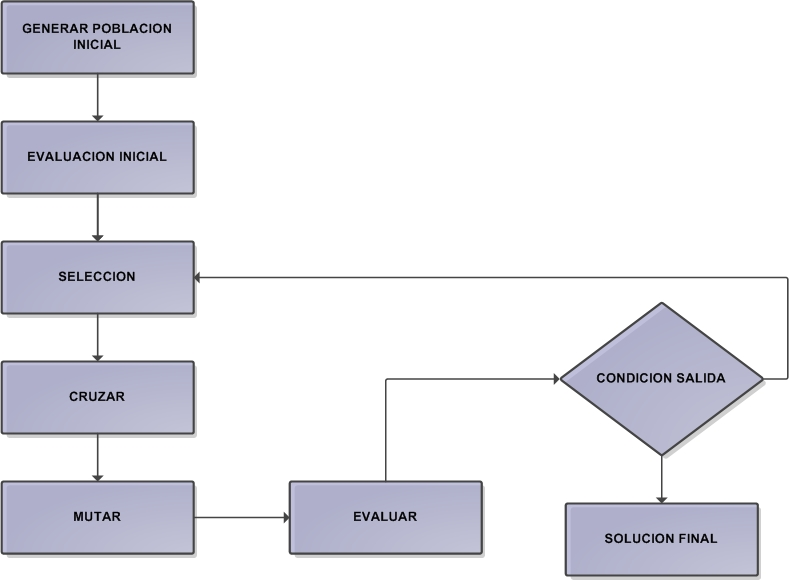 GENERAR POBLACION
INICIAL
EVALUACION INICIAL
SELECCION
CRUZAR
MUTAR
EVALUAR
CONDICION SALIDA
SOLUCION FINAL